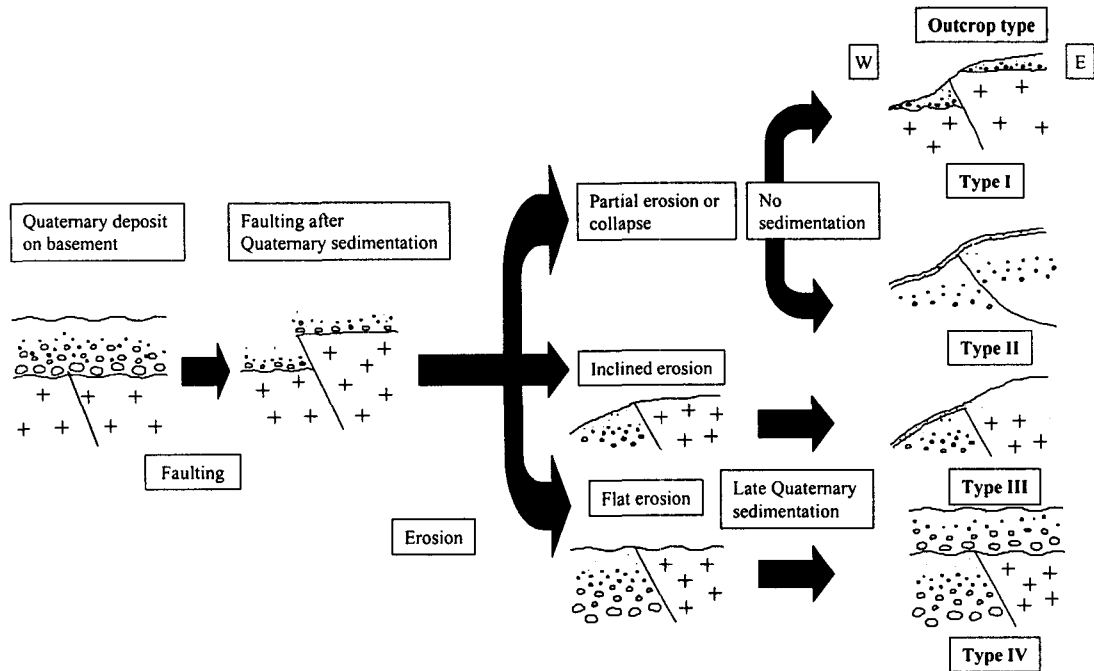 Outcrop type
W
E
Type I
Quaternary deposit
on basement
Faulting after
Quaternary sedimentation
Partial erosion or
collapse
No
sedimentation
Type II
Inclined erosion
Faulting
Type III
Flat erosion
Late Quaternary
sedimentation
Erosion
Type IV